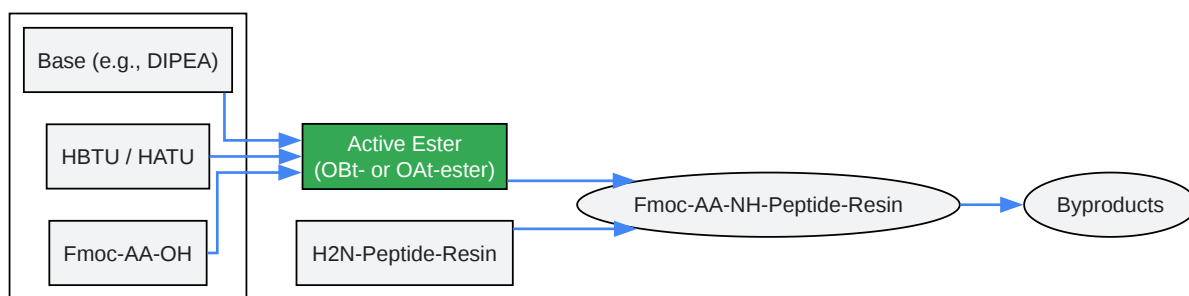 Base (e.g., DIPEA)
HBTU / HATU
Fmoc-AA-OH
Active Ester
(OBt- or OAt-ester)
H2N-Peptide-Resin
Fmoc-AA-NH-Peptide-Resin
Byproducts